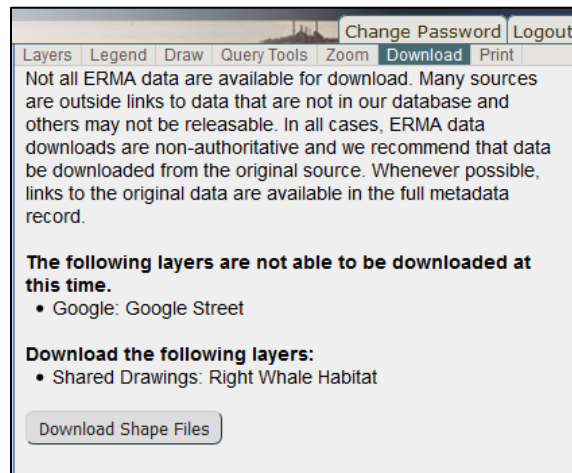 Change Password Logout
Layers Legend Draw Query Tools Zoom Download Print
Not all ERMA data are available for download. Many sources
are outside links to data that are not in our database and
others may not be releasable. In all cases, ERMA data
downloads are non-authoritative and we recommend that data
be downloaded from the original source. Whenever possible,
links to the original data are available in the full metadata
record.
The following layers are not able to be downloaded at
this time.
• Google: Google Street
Download the following layers:
• Shared Drawings: Right Whale Habitat
Download Shape Files